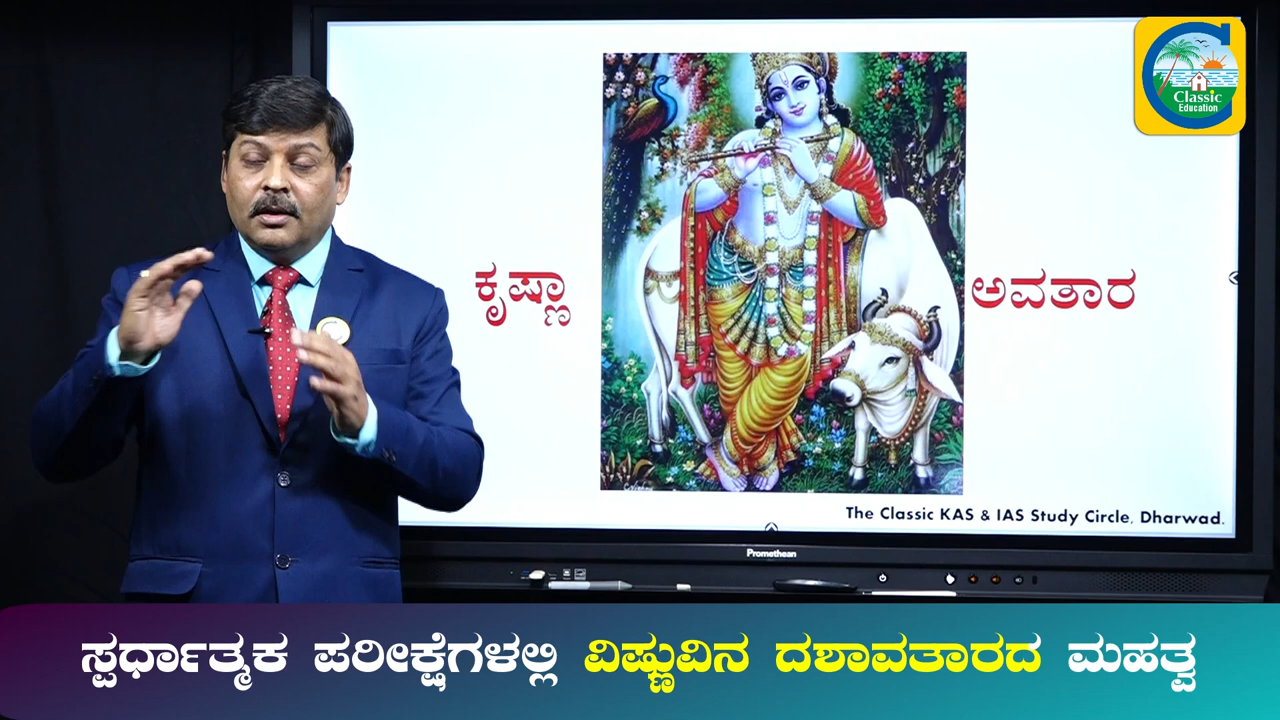 Classic
Education
ಕೃಷ್ಣಾ ಅವತಾರ
The Classic KAS & IAS Study Circle, Dharwad.
Promethean
ಸ್ಪರ್ಧಾತ್ಮಕ ಪರೀಕ್ಷೆಗಳಲ್ಲಿ ವಿಷ್ಣುವಿನ ದಶಾವತಾರದ ಮಹತ್ವ